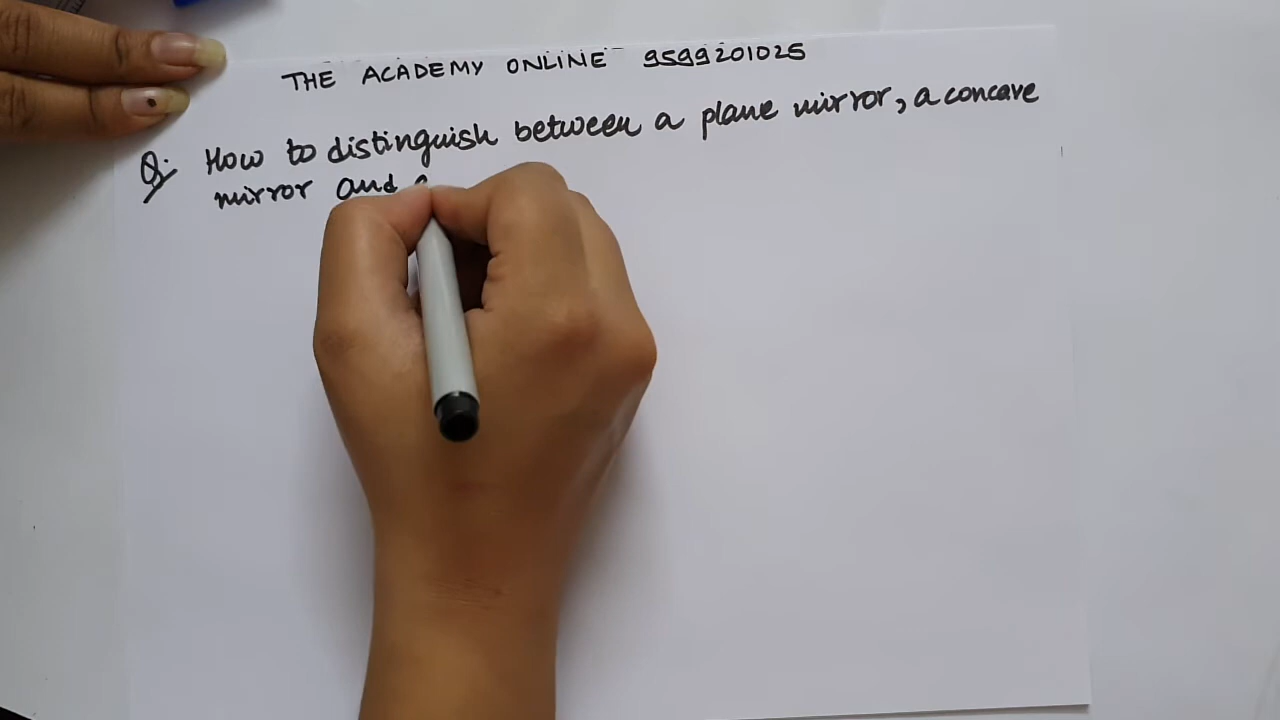 THE ACADEMY ONLINE 9599201025
Q. How to distinguish between a plane mirror, a concave
mirror and a